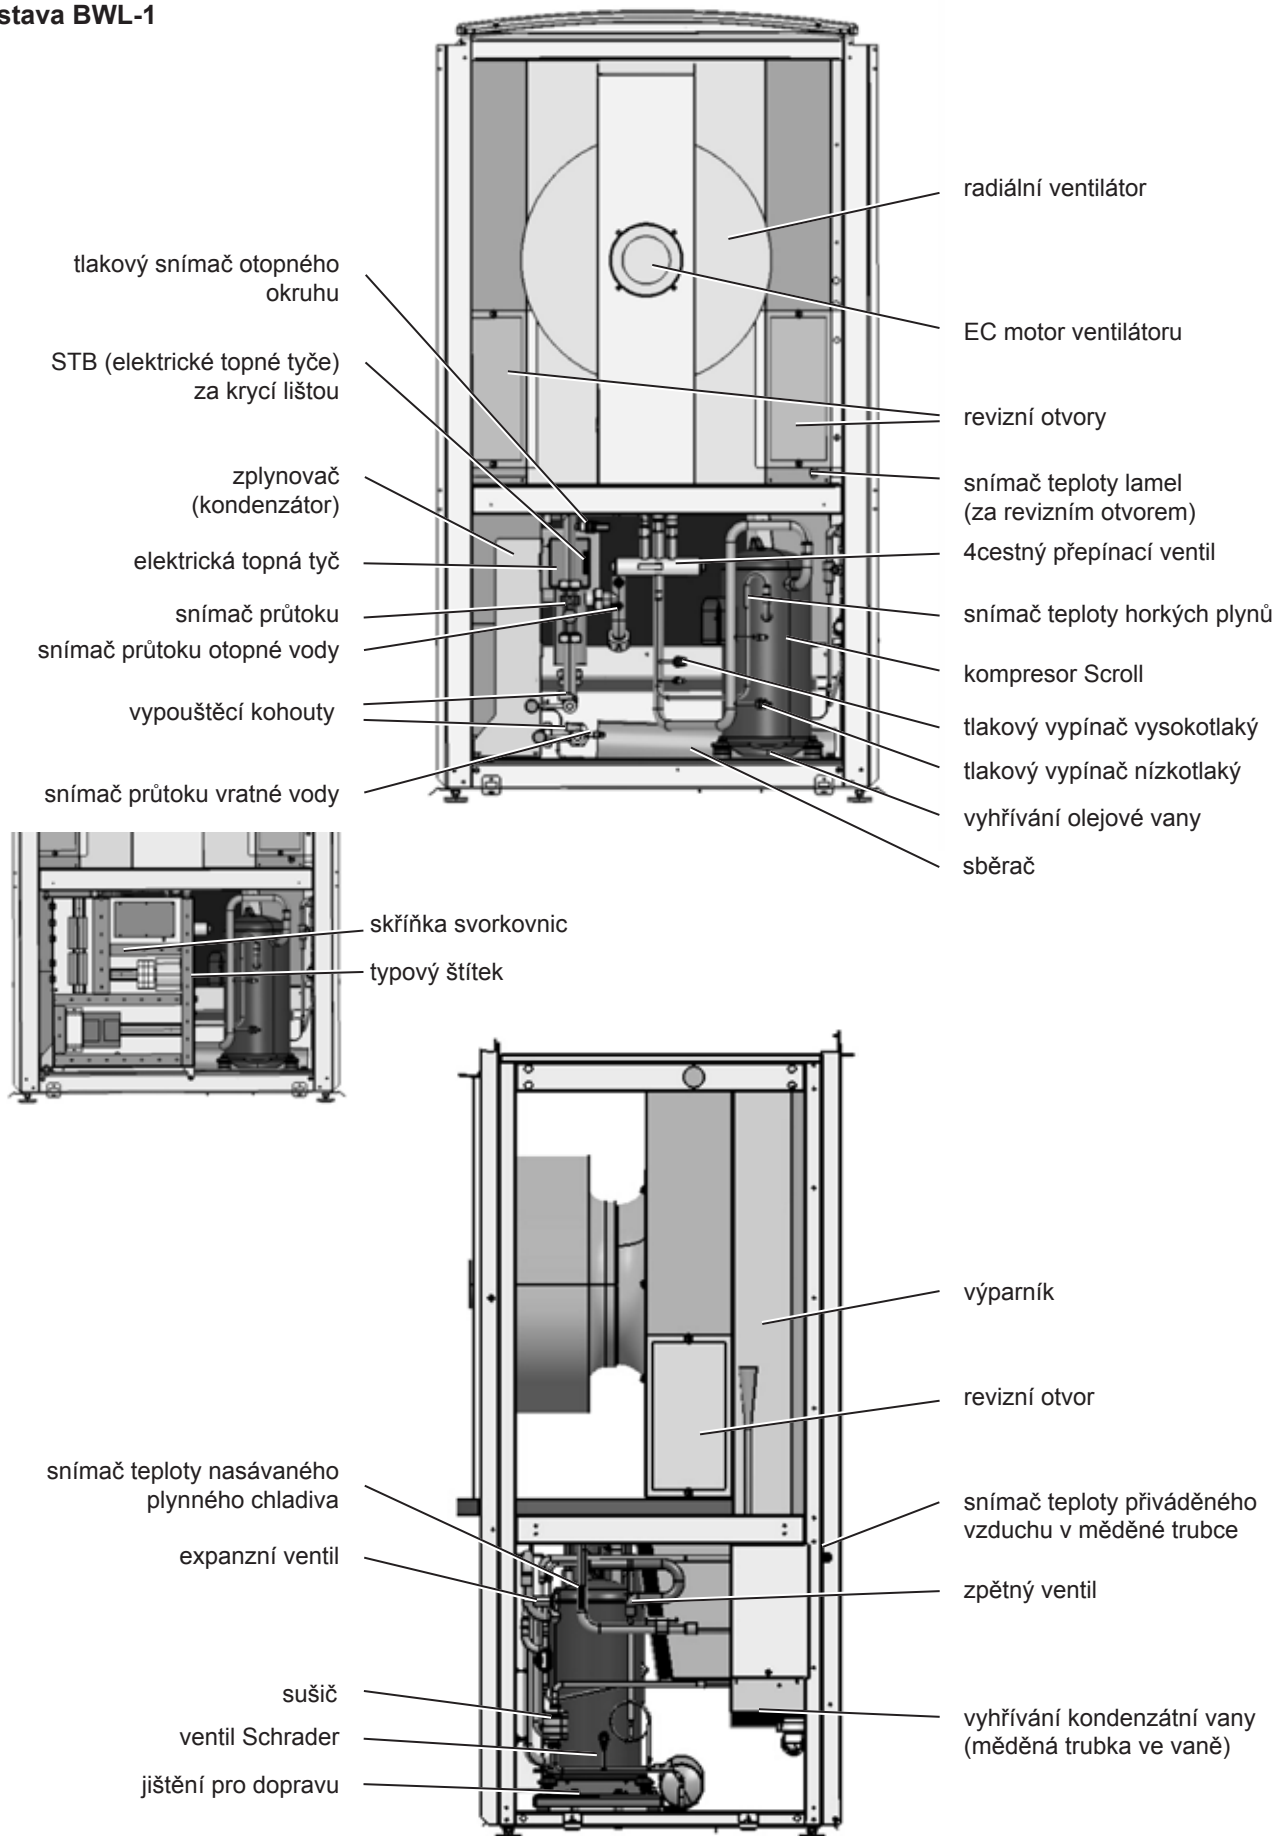 stava BWL-1
radiální ventilátor
tlakový snímač otopného
okruhu
EC motor ventilátoru
STB (elektrické topné tyče)
za krycí lištou
revizní otvory
zplynovač
(kondenzátor)
snímač teploty lamel
(za revizním otvorem)
elektrická topná tyč
4cestný přepínací ventil
snímač průtoku
snímač teploty horkých plynů
snímač průtoku otopné vody
kompresor Scroll
vypouštěcí kohouty
tlakový vypínač vysokotlaký
tlakový vypínač nízkotlaký
snímač průtoku vratné vody
vyhřívání olejové vany
sběrač
skříňka svorkovnic
typový štítek
výparník
revizní otvor
snímač teploty nasávaného
plynného chladiva
snímač teploty přiváděného
vzduchu v měděné trubce
expanzní ventil
zpětný ventil
sušič
vyhřívání kondenzátní vany
(měděná trubka ve vaně)
ventil Schrader
jištění pro dopravu